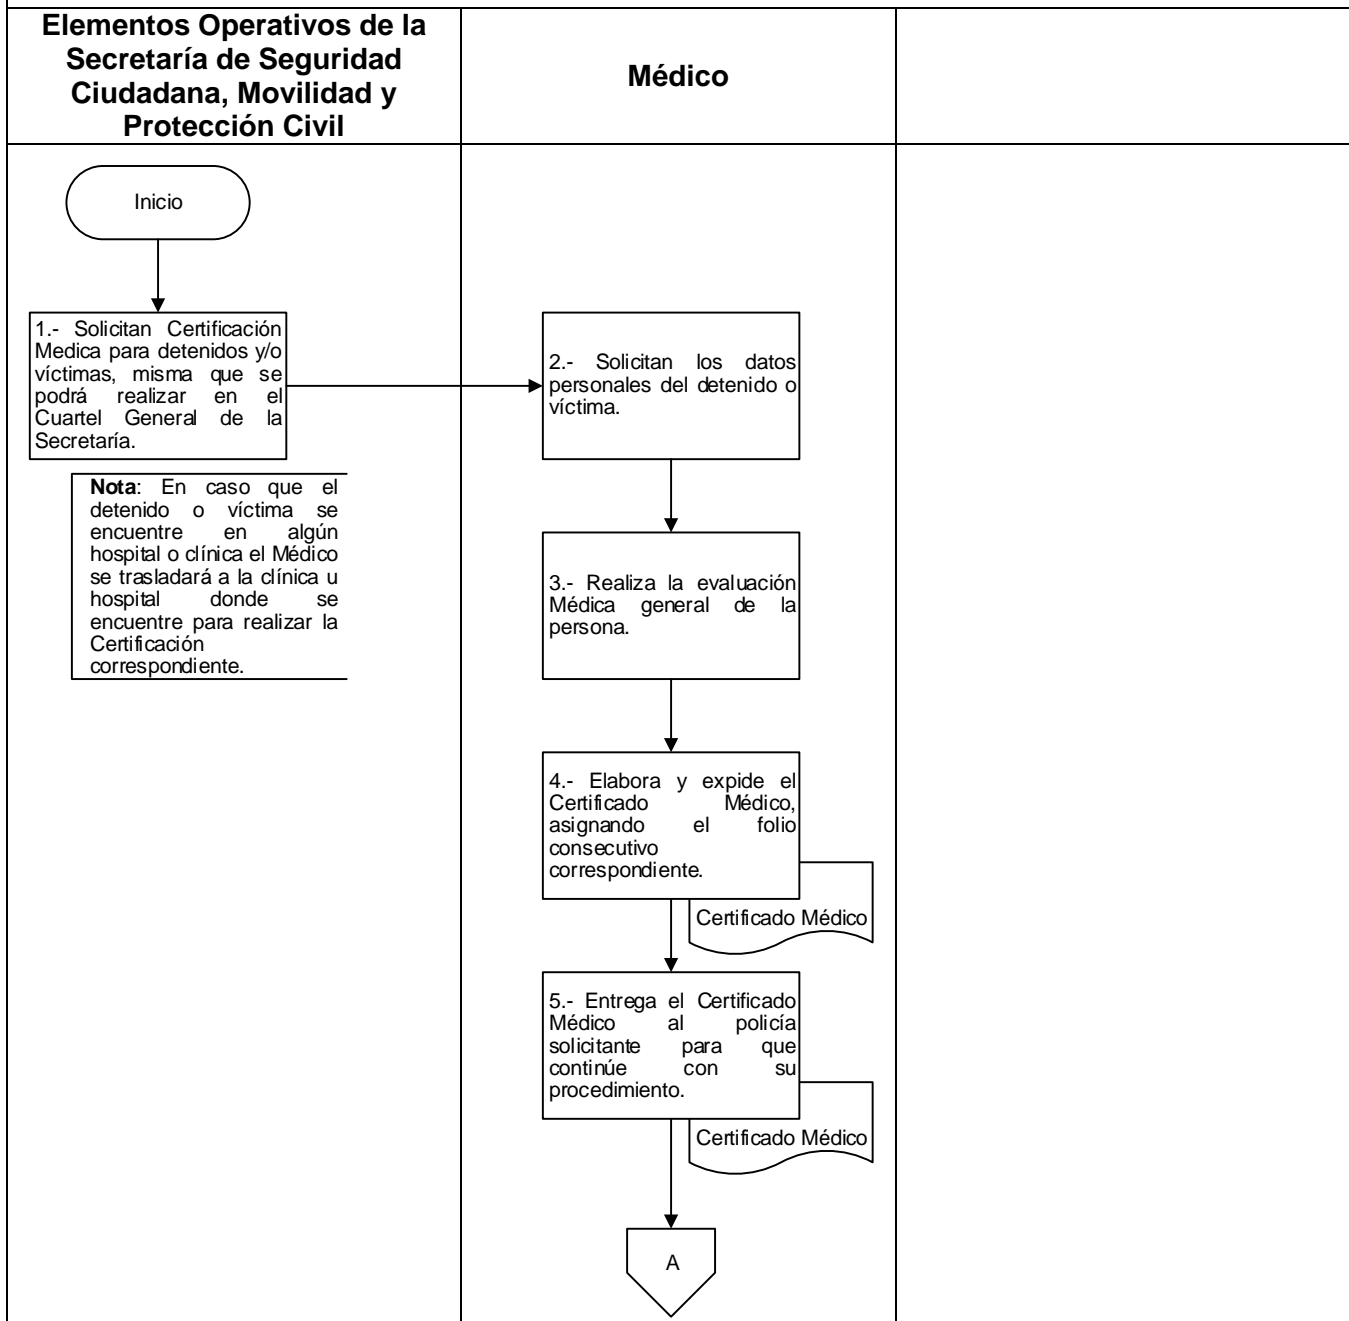 Elementos Operativos de la
Secretaría de Seguridad
Ciudadana, Movilidad y
Protección Civil
Médico
Inicio
1.- Solicitan Certificación
Medica para detenidos y/o
víctimas, misma que se
podrá realizar en el
Cuartel General de la
Secretaría.
Nota: En caso que el
detenido o víctima se
encuentre en algún
hospital o clínica el Médico
se trasladará a la clínica u
hospital donde se
encuentre para realizar la
Certificación
correspondiente.
2.- Solicitan los datos
personales del detenido o
víctima.
3.- Realiza la evaluación
Médica general de la
persona.
4.- Elabora y expide el
Certificado Médico,
asignando el folio
consecutivo
correspondiente.
Certificado Médico
5.- Entrega el Certificado
Médico al policía
solicitante para que
continúe con su
procedimiento.
Certificado Médico
A